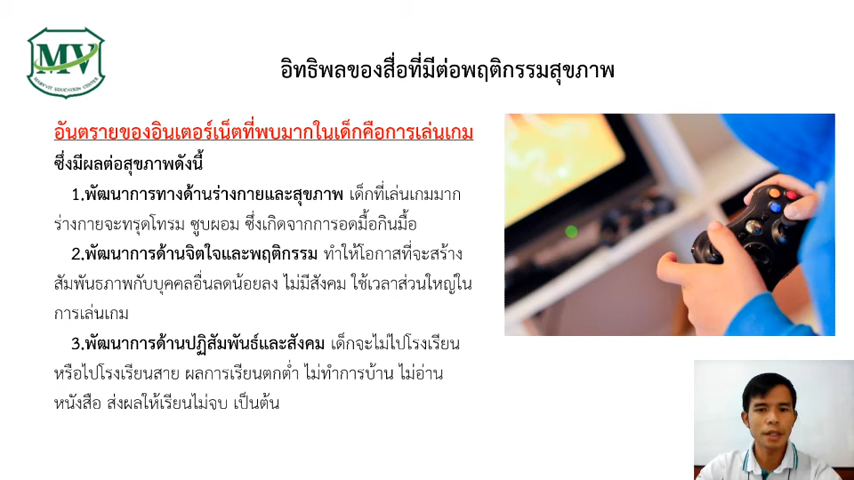 MV
MARYVIT EDUCATION CENTER
อิทธิพลของสื่อที่มีต่อพฤติกรรมสุขภาพ
อันตรายของอินเตอร์เน็ตที่พบมากในเด็กคือการเล่นเกม
ซึ่งมีผลต่อสุขภาพดังนี้
1.พัฒนาการทางด้านร่างกายและสุขภาพ เด็กที่เล่นเกมมาก
ร่างกายจะทรุดโทรม ซูบผอม ซึ่งเกิดจากการอดมื้อกินมื้อ
2.พัฒนาการด้านจิตใจและพฤติกรรม ทำให้โอกาสที่จะสร้าง
สัมพันธภาพกับบุคคลอื่นลดน้อยลง ไม่มีสังคม ใช้เวลาส่วนใหญ่ใน
การเล่นเกม
3.พัฒนาการด้านปฏิสัมพันธ์และสังคม เด็กจะไม่ไปโรงเรียน
หรือไปโรงเรียนสาย ผลการเรียนตกต่ำ ไม่ทำการบ้าน ไม่อ่าน
หนังสือ ส่งผลให้เรียนไม่จบ เป็นต้น